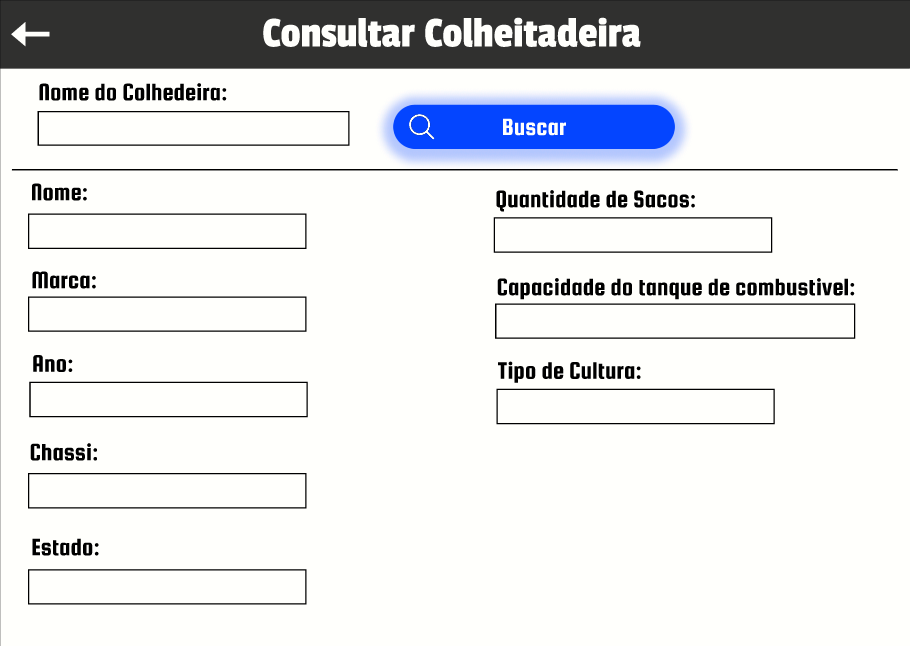 Consultar Colheitadeira
Nome do Colhedeira:
Buscar
Nome:
Marca:
Ano:
Chassi:
Estado:
Quantidade de Sacos:
Capacidade do tanque de combustivel:
Tipo de Cultura: